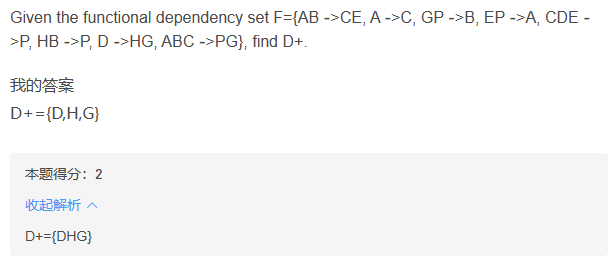 Given the functional dependency set F={AB ->CE, A ->C, GP ->B, EP ->A, CDE -
>P, HB ->P, D ->HG, ABC ->PG}, find D+.
我的答案
D+={D,H,G}
本题得分：2
收起解析 ^
D+={DHG}